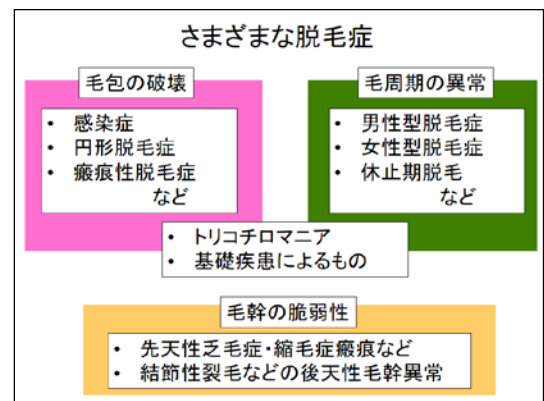 さまざまな脱毛症
毛包の破壊
• 感染症
• 円形脱毛症
• 瘢痕性脱毛症
など
毛周期の異常
• 男性型脱毛症
• 女性型脱毛症
• 休止期脱毛
など
• トリコチロマニア
• 基礎疾患によるもの
毛幹の脆弱性
• 先天性乏毛症・縮毛症瘢痕など
• 結節性裂毛などの後天性毛幹異常